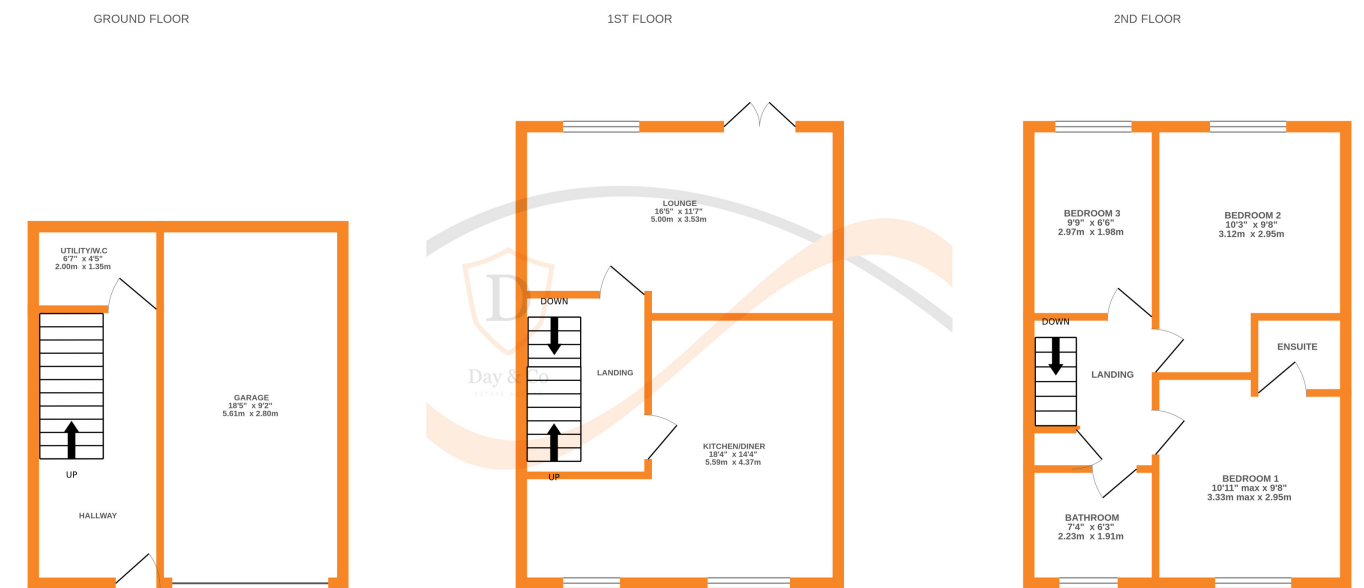 GROUND FLOOR
1ST FLOOR
2ND FLOOR
UTILITY/W.C
6'7" x 4'5"
2.00m x 1.35m
UP
HALLWAY
GARAGE
18'5" x 9'2"
5.61m x 2.80m
LOUNGE
16'5" x 11'7"
5.00m x 3.53m
DOWN
LANDING
UP
KITCHEN/DINER
18'4" x 14'4"
5.59m x 4.37m
D
Day & Co
BEDROOM 3
9'9" x 6'6"
2.97m x 1.98m
BEDROOM 2
10'3" x 9'8"
3.12m x 2.95m
DOWN
LANDING
ENSUITE
BEDROOM 1
10'11" max x 9'8"
3.33m max x 2.95m
BATHROOM
7'4" x 6'3"
2.23m x 1.91m